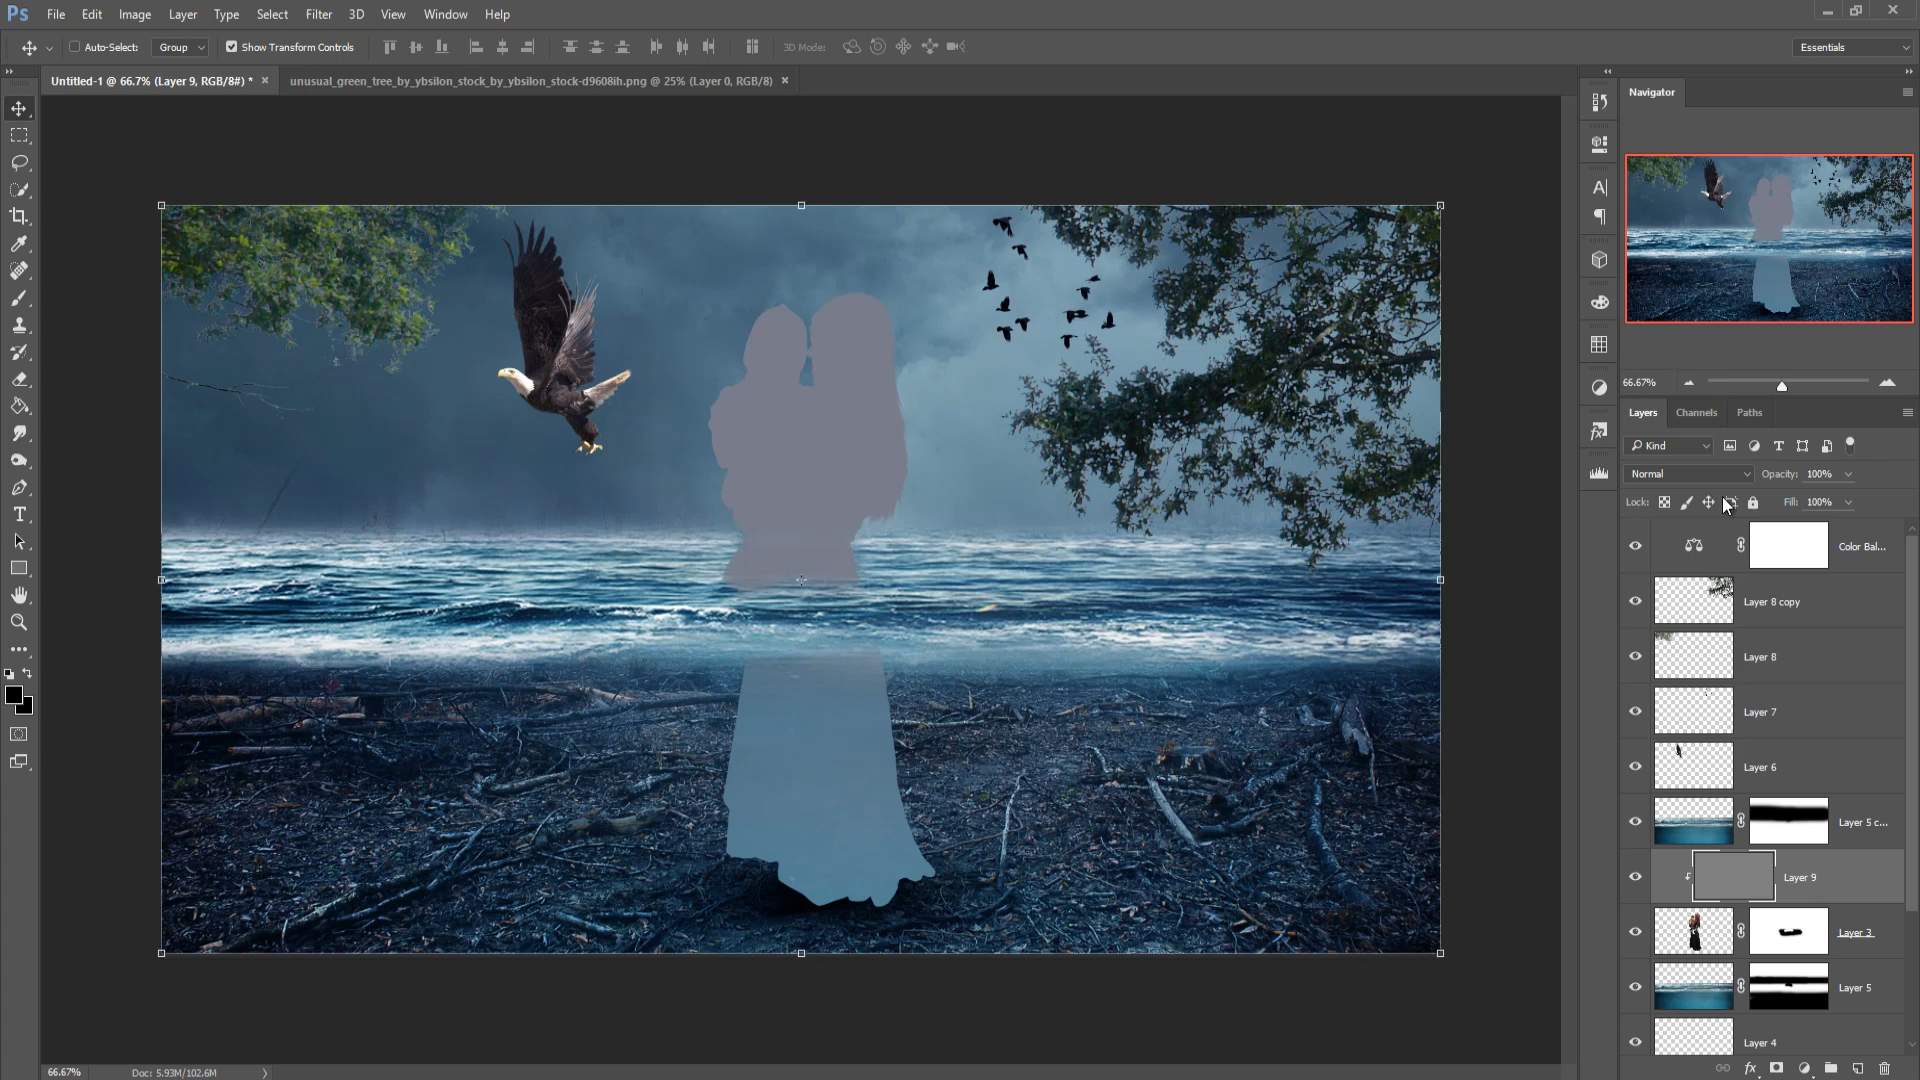 Ps File Edit Image Layer Type Select Filter 3D View Window Help
Auto-Select: Group Show Transform Controls 3D Mode: Essentials
Untitled-1 @ 66.7% (Layer 9, RGB/8#) * × unusual_green_tree_by_ybsilon_stock_by_ybsilon_stock-d9608ih.png @ 25% (Layer 0, RGB/8) ×
Navigator
66.67%
Layers Channels Paths
Kind
Normal Opacity: 100%
Lock: Fill: 100%
Color Bal...
Layer 8 copy
Layer 8
Layer 7
Layer 6
Layer 5 c...
Layer 9
Layer 3
Layer 5
Layer 4
66.67% Doc: 5.93M/102.6M